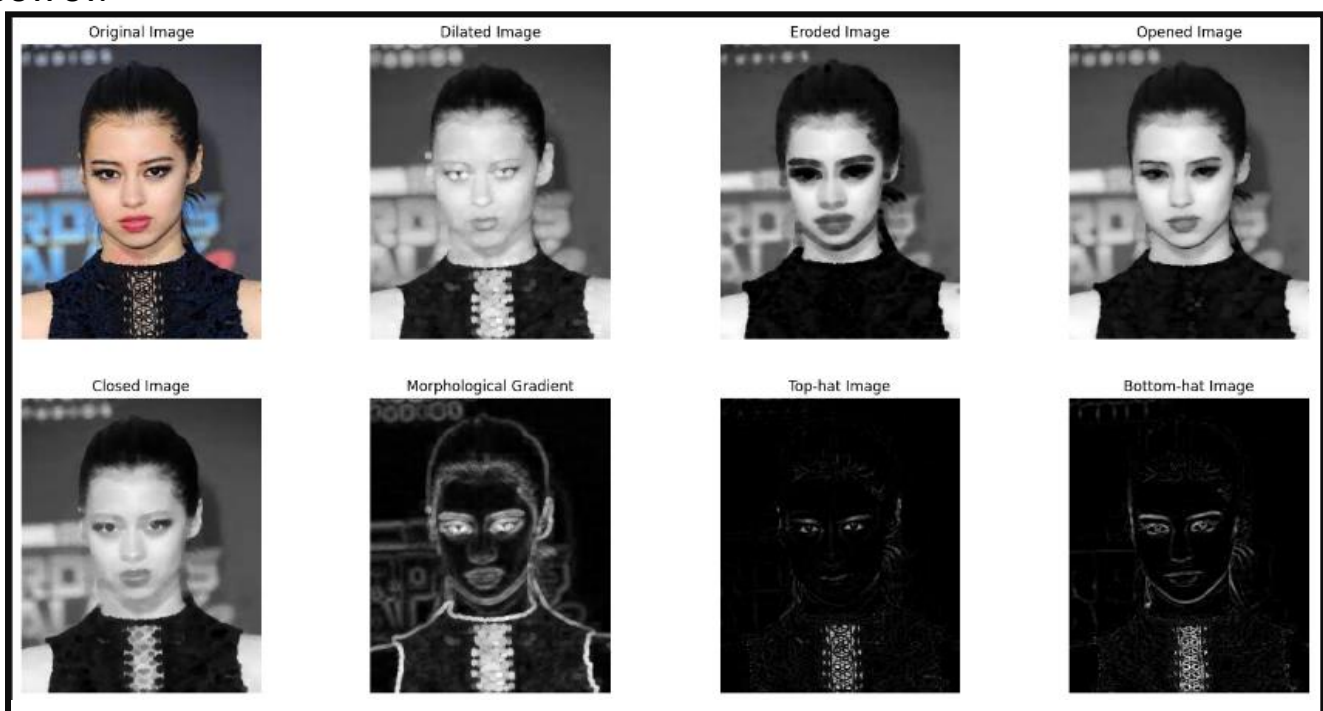 Original Image
Dilated Image
Eroded Image
Opened Image
Closed Image
Morphological Gradient
Top-hat Image
Bottom-hat Image